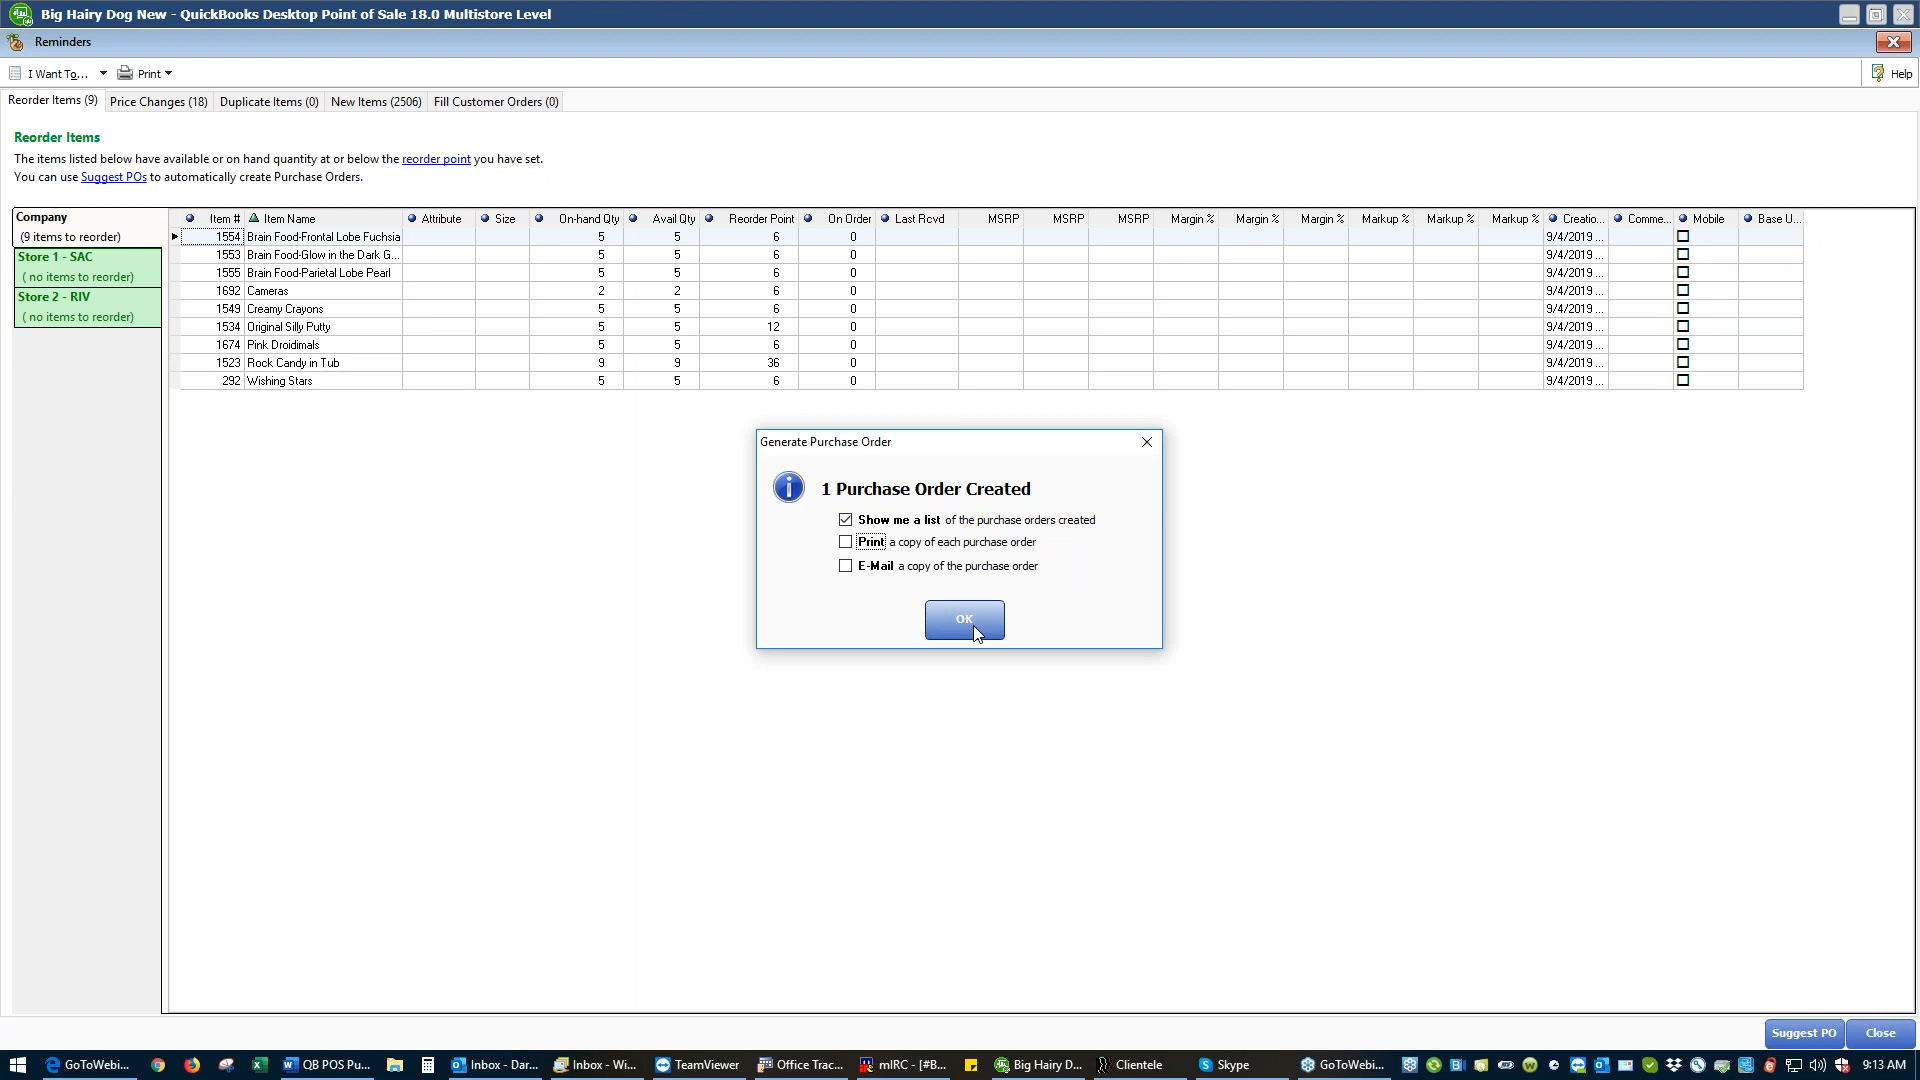 Big Hairy Dog New - QuickBooks Desktop Point of Sale 18.0 Multistore Level
Reminders
I Want To... Print Help
Reorder Items (9) Price Changes (18) Duplicate Items (0) New Items (2506) Fill Customer Orders (0)
Reorder Items
The items listed below have available or on hand quantity at or below the reorder point you have set.
You can use Suggest POs to automatically create Purchase Orders.
Company
(9 items to reorder)
Store 1 - SAC
( no items to reorder)
Store 2 - RIV
( no items to reorder)
Item # Item Name Attribute Size On-hand Qty Avail Qty Reorder Point On Order Last Rcvd MSRP MSRP MSRP Margin % Margin % Margin % Markup % Markup % Markup % Creatio... Comme... Mobile Base U...
1554 Brain Food-Frontal Lobe Fuchsia 5 5 6 0 9/4/2019 ...
1553 Brain Food-Glow in the Dark G... 5 5 6 0 9/4/2019 ...
1555 Brain Food-Parietal Lobe Pearl 5 5 6 0 9/4/2019 ...
1692 Cameras 2 2 6 0 9/4/2019 ...
1549 Creamy Crayons 5 5 6 0 9/4/2019 ...
1534 Original Silly Putty 5 5 12 0 9/4/2019 ...
1674 Pink Droidimals 5 5 6 0 9/4/2019 ...
1523 Rock Candy in Tub 9 9 36 0 9/4/2019 ...
292 Wishing Stars 5 5 6 0 9/4/2019 ...
Generate Purchase Order
1 Purchase Order Created
Show me a list of the purchase orders created
Print a copy of each purchase order
E-Mail a copy of the purchase order
OK
Suggest PO Close
GoToWebi... QB POS Pu... Inbox - Dar... Inbox - Wi... TeamViewer Office Trac... mIRC - [#B... Big Hairy D... Clientele Skype GoToWebi... 9:13 AM